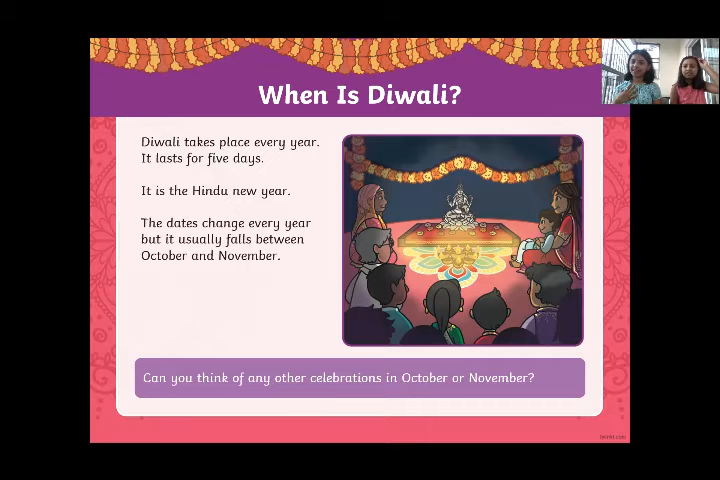 When Is Diwali?
Diwali takes place every year.
It lasts for five days.
It is the Hindu new year.
The dates change every year
but it usually falls between
October and November.
Can you think of any other celebrations in October or November?